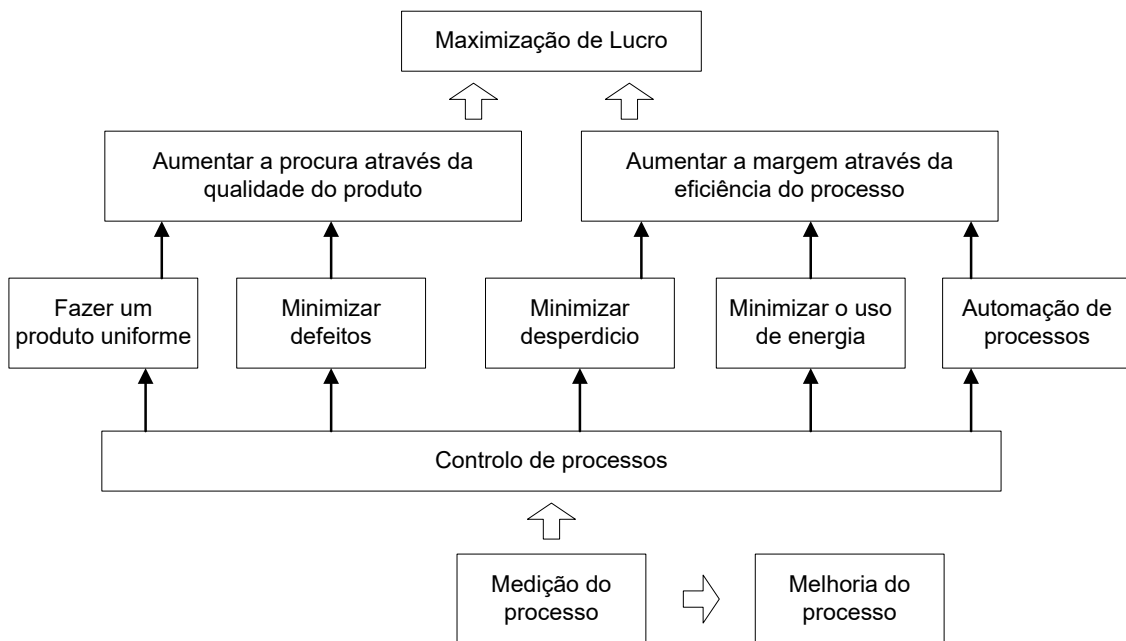 Maximização de Lucro
Aumentar a procura através da
qualidade do produto
Aumentar a margem através da
eficiência do processo
Fazer um
produto uniforme
Minimizar
defeitos
Minimizar
desperdicio
Minimizar o uso
de energia
Automação de
processos
Controlo de processos
Medição do
processo
Melhoria do
processo